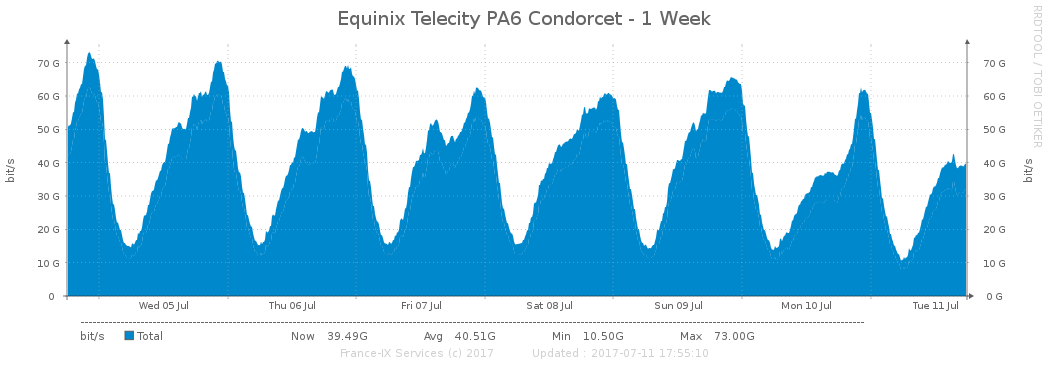 Equinix Telecity PA6 Condorcet - 1 Week
RRDTOOL / TOBI OETIKER
bit/s
70 G 70 G
60 G 60 G
50 G 50 G
40 G 40 G
30 G 30 G
20 G 20 G
10 G 10 G
0 0 G
bit/s
Wed 05 Jul Thu 06 Jul Fri 07 Jul Sat 08 Jul Sun 09 Jul Mon 10 Jul Tue 11 Jul
bit/s Total Now 39.49G Avg 40.51G Min 10.50G Max 73.00G
France-IX Services (c) 2017 Updated : 2017-07-11 17:55:10